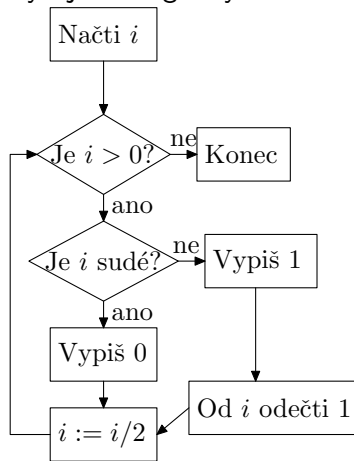 Načti i
Je i > 0?
ne
Konec
ano
Je i sudé?
ne
Vypiš 1
ano
Vypiš 0
Od i odečti 1
i := i/2